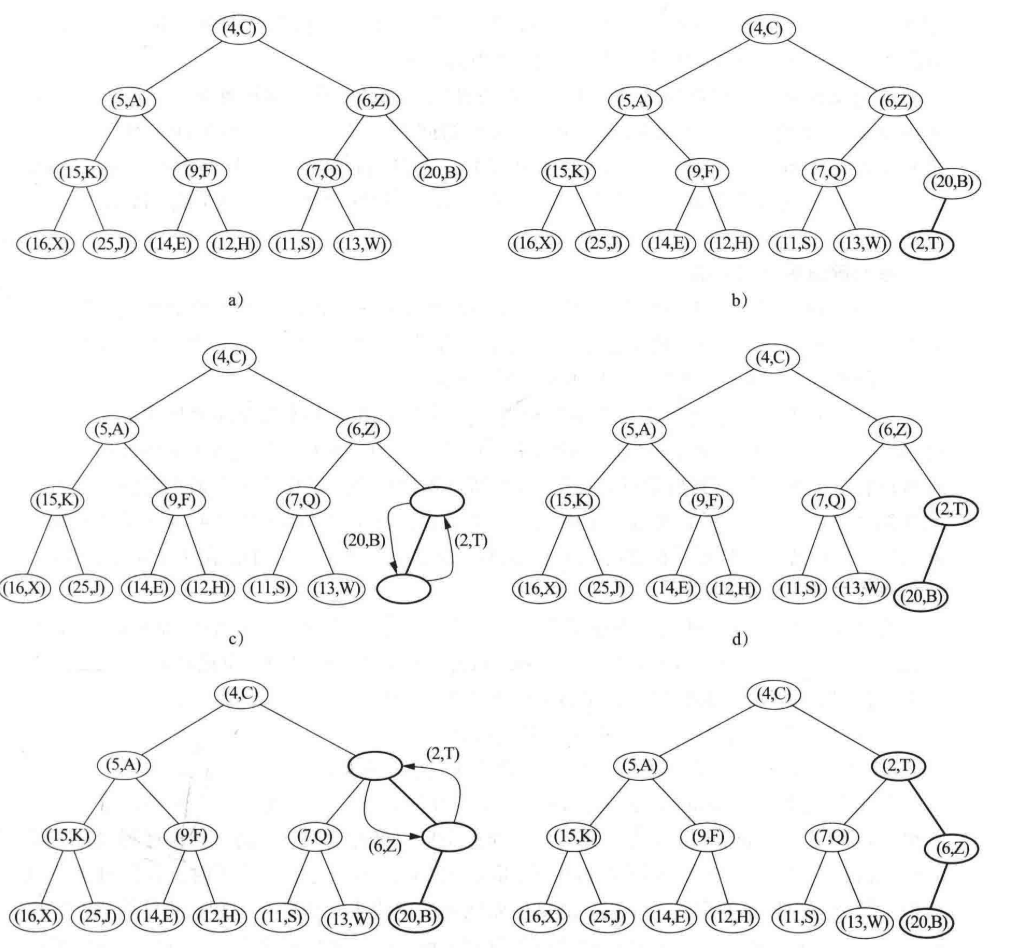 (4,C) (4,C)
(5,A) (6,Z) (5,A) (6,Z)
(15,K) (9,F) (7,Q) (20,B) (15,K) (9,F) (7,Q) (20,B)
(16,X) (25,J) (14,E) (12,H) (11,S) (13,W) (16,X) (25,J) (14,E) (12,H) (11,S) (13,W) (2,T)
a) b)
(4,C) (4,C)
(5,A) (6,Z) (5,A) (6,Z)
(15,K) (9,F) (7,Q) (15,K) (9,F) (7,Q) (2,T)
(20,B) (2,T)
(16,X) (25,J) (14,E) (12,H) (11,S) (13,W) (16,X) (25,J) (14,E) (12,H) (11,S) (13,W) (20,B)
c) d)
(4,C) (4,C)
(2,T)
(5,A) (5,A) (2,T)
(15,K) (9,F) (7,Q) (6,Z) (15,K) (9,F) (7,Q) (6,Z)
(16,X) (25,J) (14,E) (12,H) (11,S) (13,W) (20,B) (16,X) (25,J) (14,E) (12,H) (11,S) (13,W) (20,B)